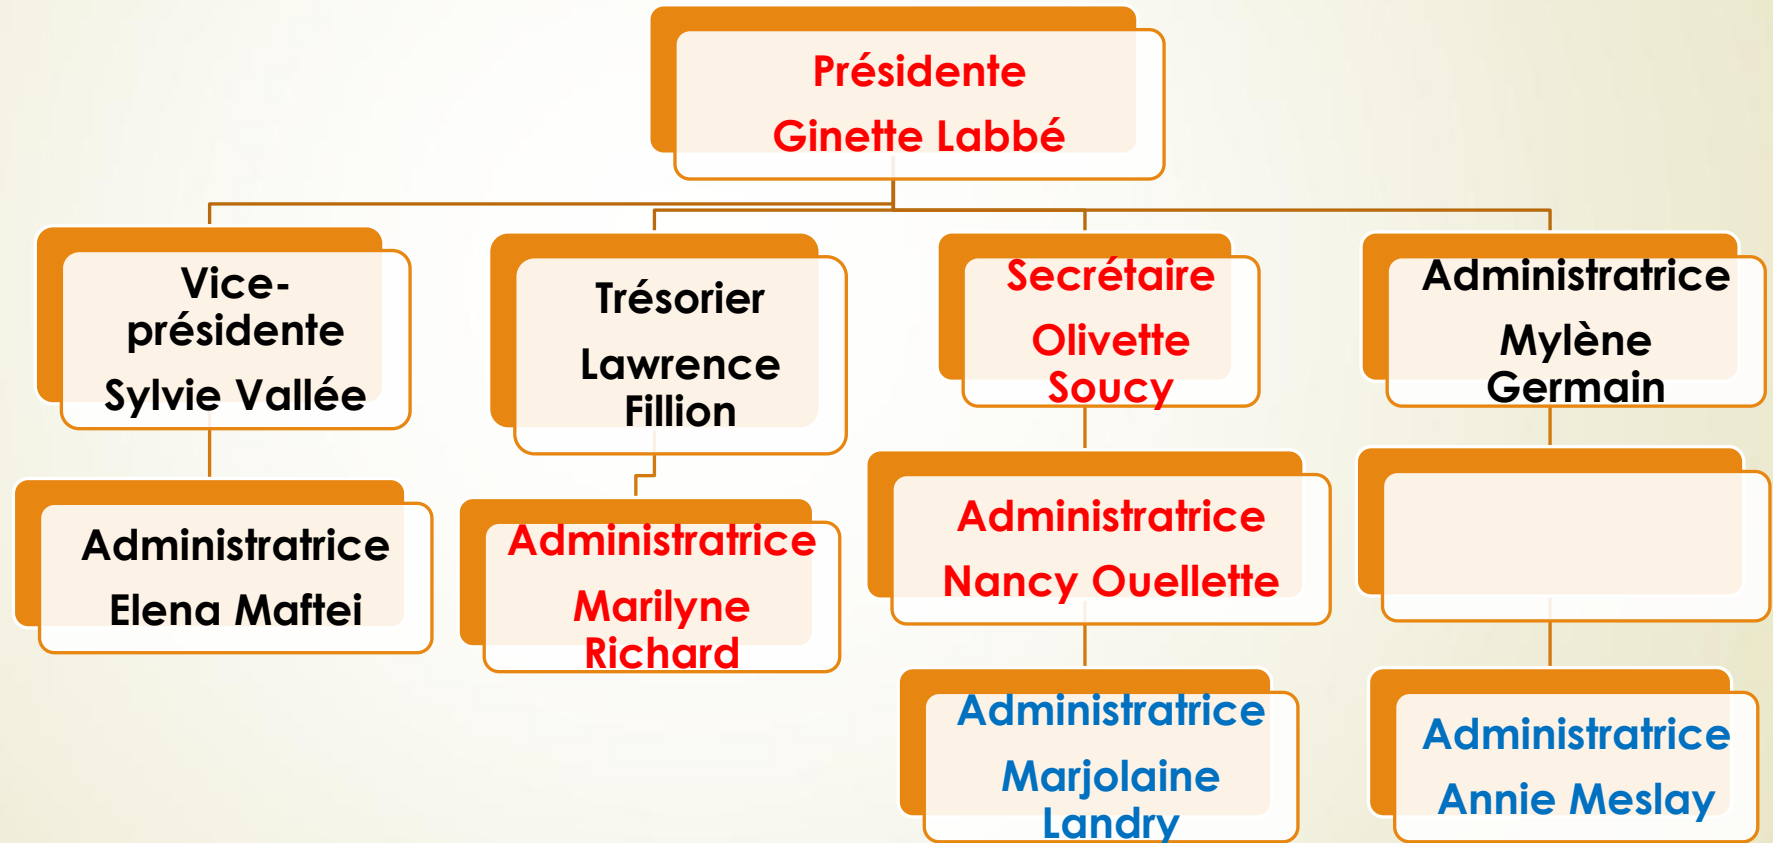 Présidente
Ginette Labbé
Vice-
présidente
Sylvie Vallée
Trésorier
Lawrence
Fillion
Secrétaire
Olivette
Soucy
Administratrice
Mylène
Germain
Administratrice
Elena Maftei
Administratrice
Marilyne
Richard
Administratrice
Nancy Ouellette
Administratrice
Marjolaine
Landry
Administratrice
Annie Meslay